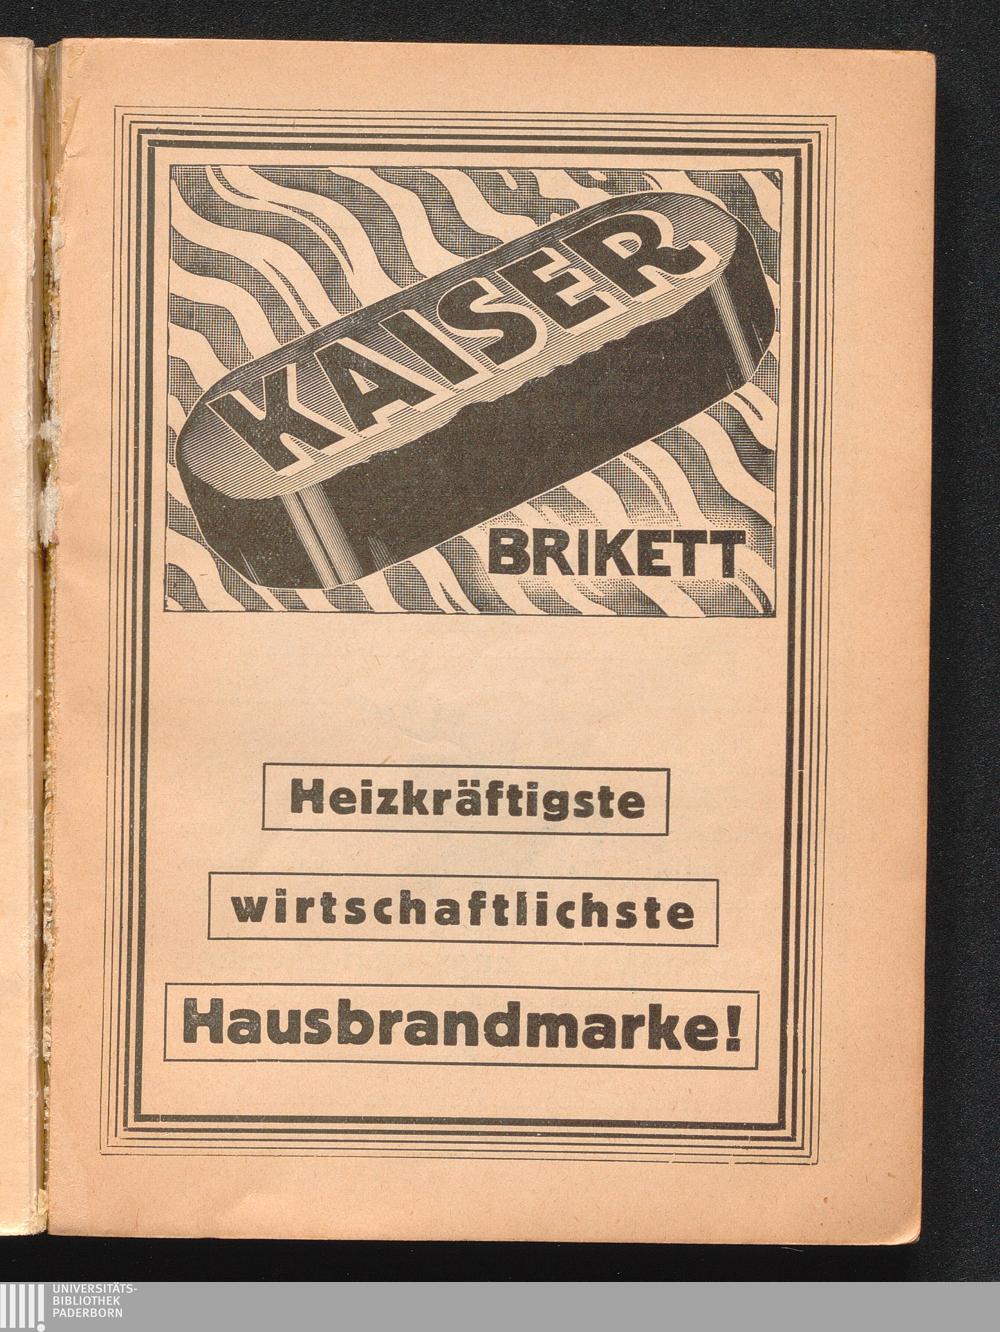 KAISER
BRIKETT
Heizkräftigste
wirtschaftlichste
Hausbrandmarke!
UNIVERSITÄTS-
BIBLIOTHEK
PADERBORN